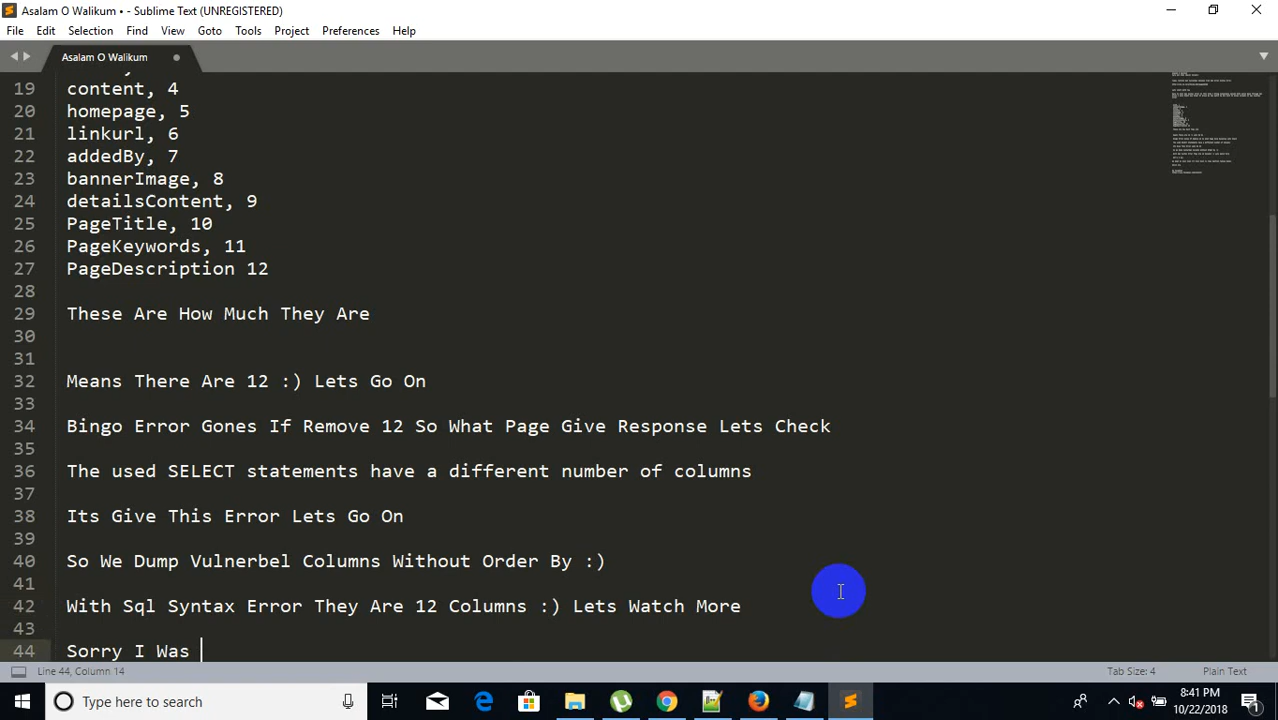 Asalam O Walikum • - Sublime Text (UNREGISTERED)
File Edit Selection Find View Goto Tools Project Preferences Help
Asalam O Walikum
19 content, 4
20 homepage, 5
21 linkurl, 6
22 addedBy, 7
23 bannerImage, 8
24 detailsContent, 9
25 PageTitle, 10
26 PageKeywords, 11
27 PageDescription 12
28
29 These Are How Much They Are
30
31
32 Means There Are 12 :) Lets Go On
33
34 Bingo Error Gones If Remove 12 So What Page Give Response Lets Check
35
36 The used SELECT statements have a different number of columns
37
38 Its Give This Error Lets Go On
39
40 So We Dump Vulnerbel Columns Without Order By :)
41
42 With Sql Syntax Error They Are 12 Columns :) Lets Watch More
43
44 Sorry I Was
Line 44, Column 14 Tab Size: 4 Plain Text
Type here to search
8:41 PM
10/22/2018